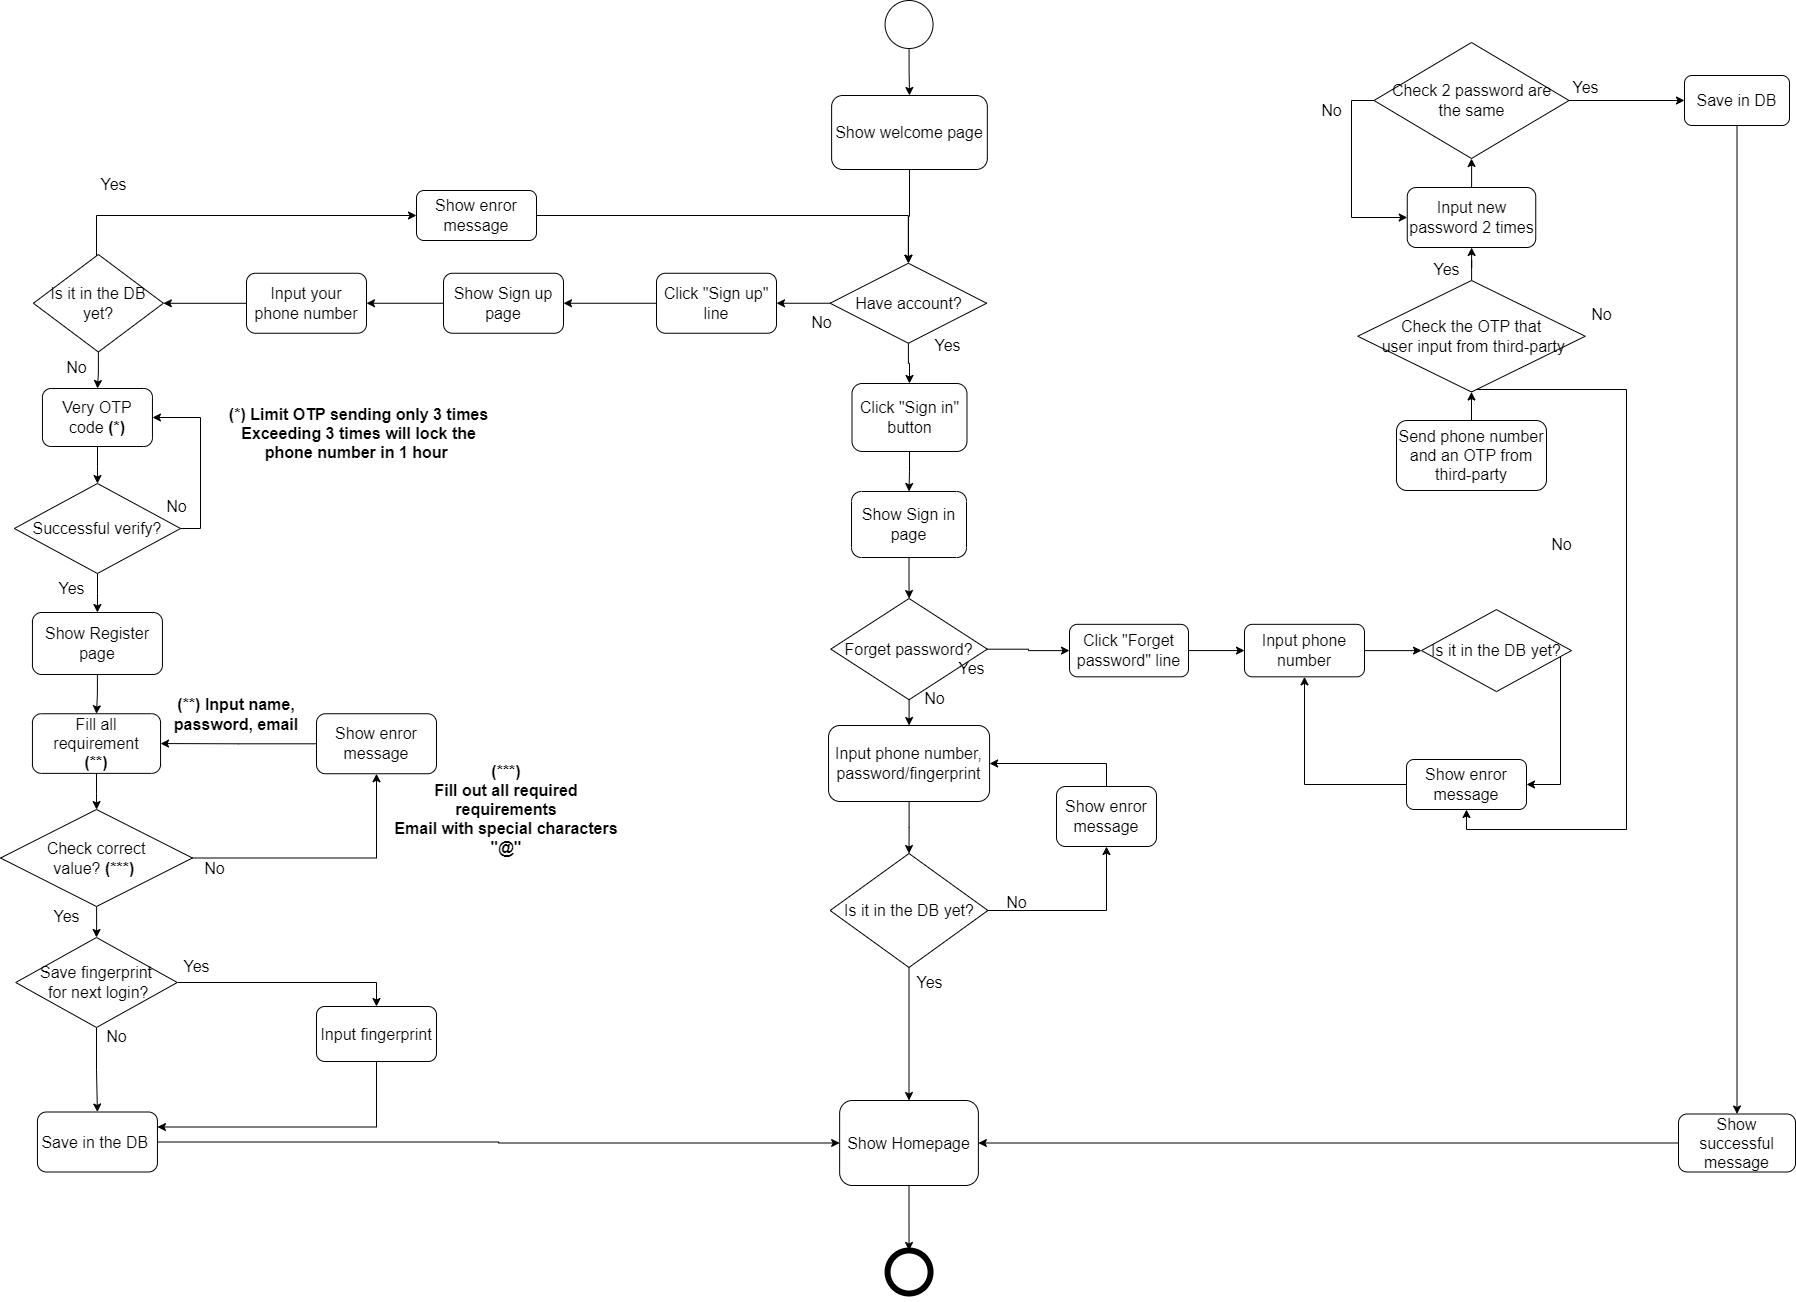 Show welcome page
Yes
Show enror
message
Is it in the DB
yet?
Input your
phone number
Show Sign up
page
Click "Sign up"
line
Have account?
No
Yes
No
Very OTP
code (*)
(*) Limit OTP sending only 3 times
Exceeding 3 times will lock the
phone number in 1 hour
No
Successful verify?
Yes
Show Register
page
(**) Input name,
password, email
Fill all
requirement
(**)
Show enror
message
(***)
Fill out all required
requirements
Email with special characters
"@"
Check correct
value? (***)
No
Yes
Save fingerprint
for next login?
Yes
No
Input fingerprint
Save in the DB
Click "Sign in"
button
Show Sign in
page
Forget password?
Yes
No
Click "Forget
password" line
Input phone
number
Is it in the DB yet?
No
Show enror
message
Input phone number,
password/fingerprint
Show enror
message
Is it in the DB yet?
No
Yes
Show Homepage
Check 2 password are
the same
Yes
No
Save in DB
Input new
password 2 times
Yes
No
Check the OTP that
user input from third-party
Send phone number
and an OTP from
third-party
Show
successful
message